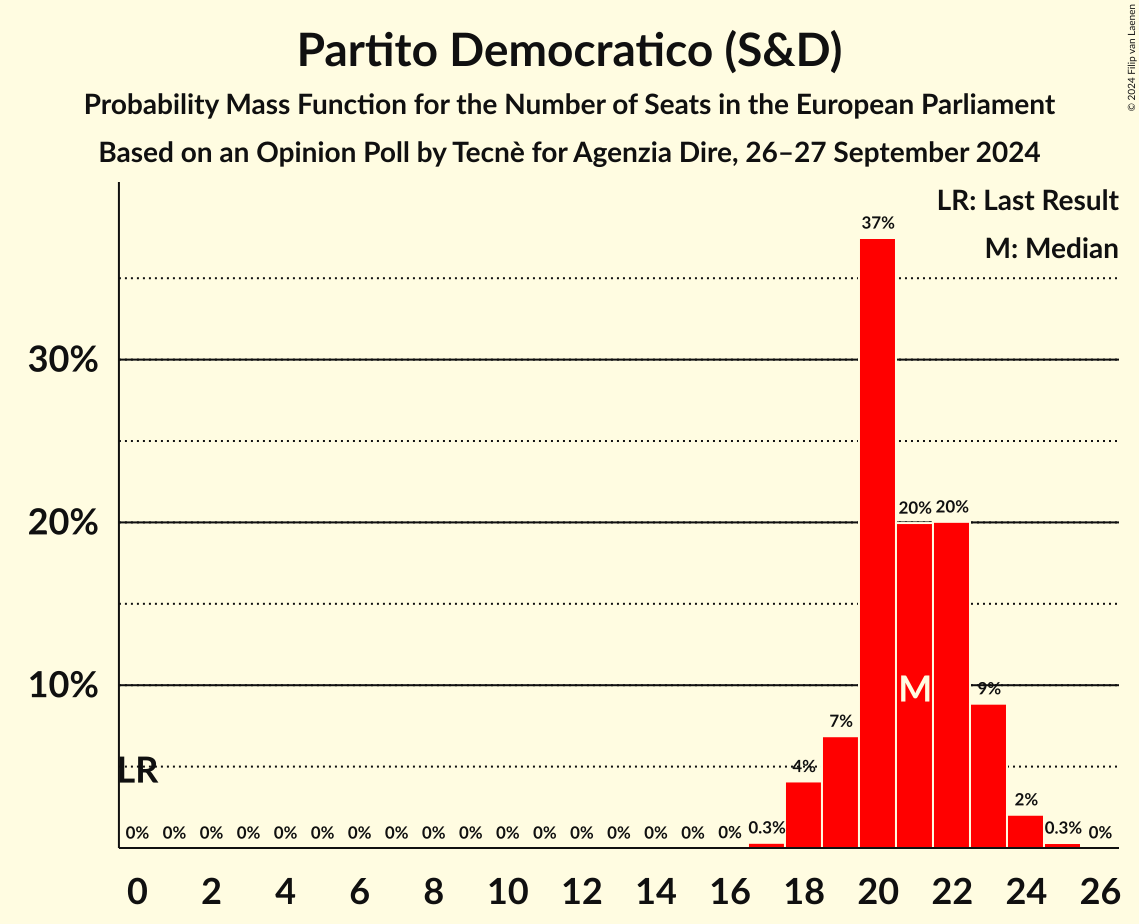 Partito Democratico (S&D)
Probability Mass Function for the Number of Seats in the European Parliament
Based on an Opinion Poll by Tecnè for Agenzia Dire, 26–27 September 2024
© 2024 Filip van Laenen
LR: Last Result
M: Median
37%
30%
20% 20%
20%
M
10%
9%
7%
LR
4%
2%
0% 0% 0% 0% 0% 0% 0% 0% 0% 0% 0% 0% 0% 0% 0% 0% 0% 0.3% 0.3% 0%
0 2 4 6 8 10 12 14 16 18 20 22 24 26